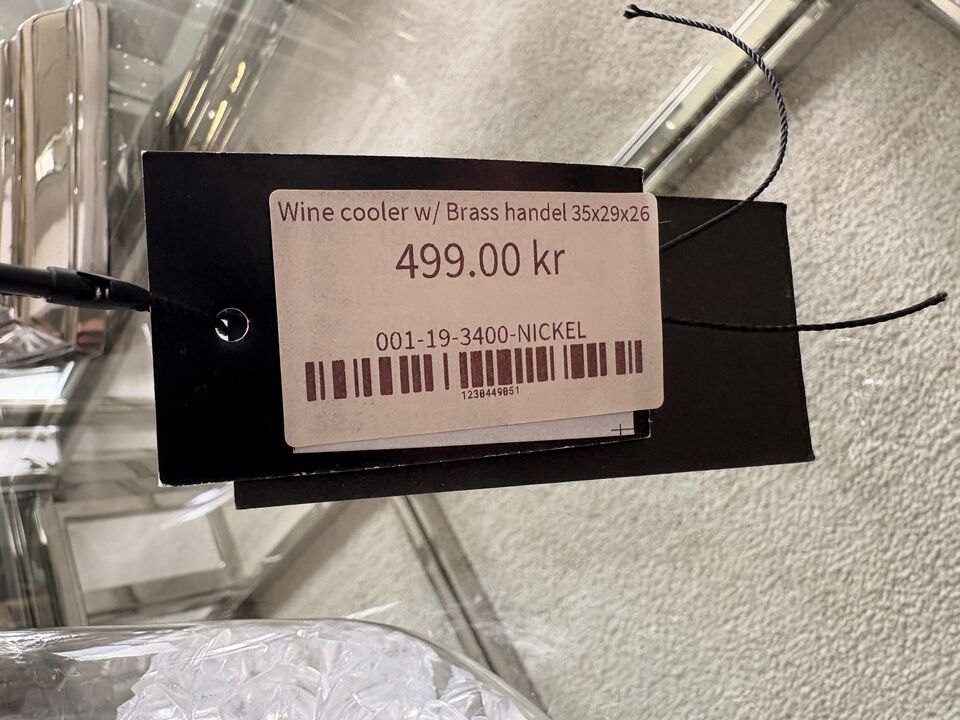 Wine cooler w/ Brass handel 35x29x26
499.00 kr
001-19-3400-NICKEL
1230449051